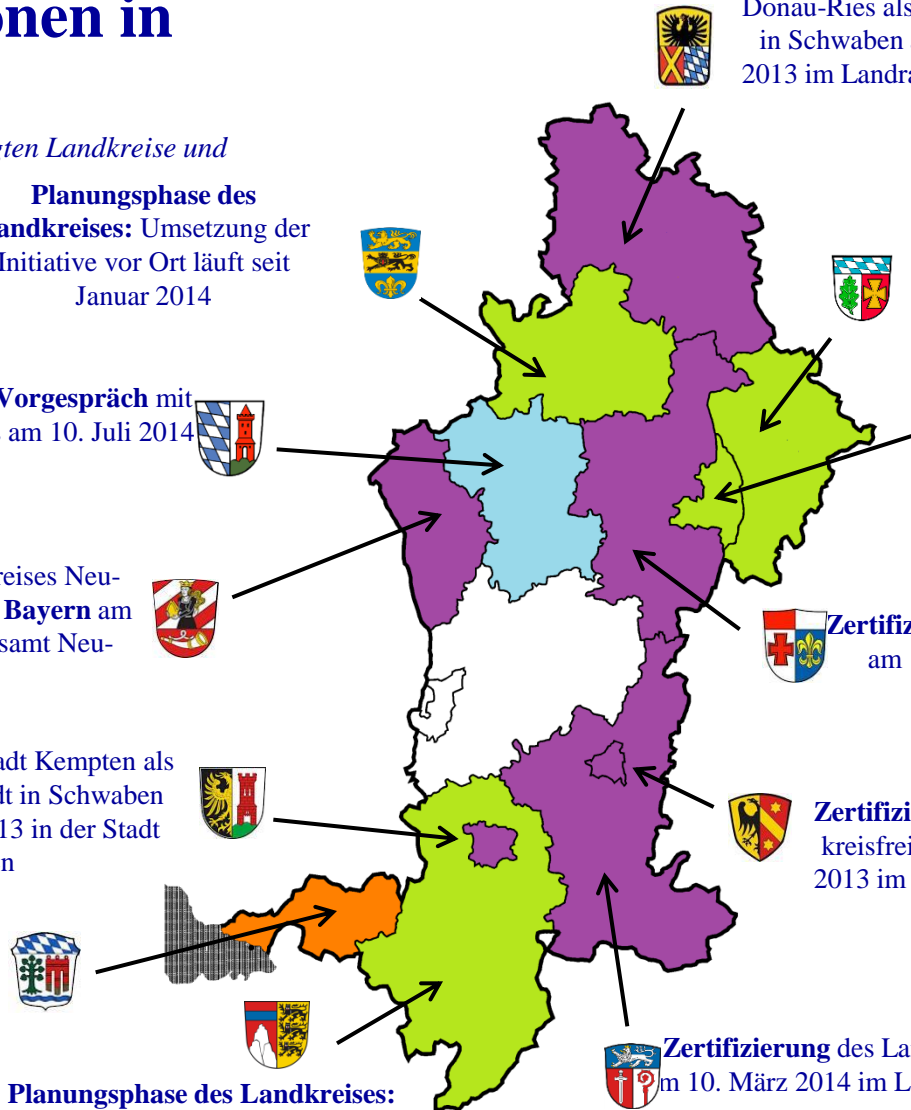 onen in
Donau-Ries als
in Schwaben
2013 im Landra
gten Landkreise und
Planungsphase des
andkreises: Umsetzung der
Initiative vor Ort läuft seit
Januar 2014
Vorgespräch mit
am 10. Juli 2014
reises Neu-
Bayern am
samt Neu-
Zertifiz
am
adt Kempten als
dt in Schwaben
13 in der Stadt
n
Zertifizi
kreisfrei
2013 im
Zertifizierung des La
m 10. März 2014 im L
Planungsphase des Landkreises: